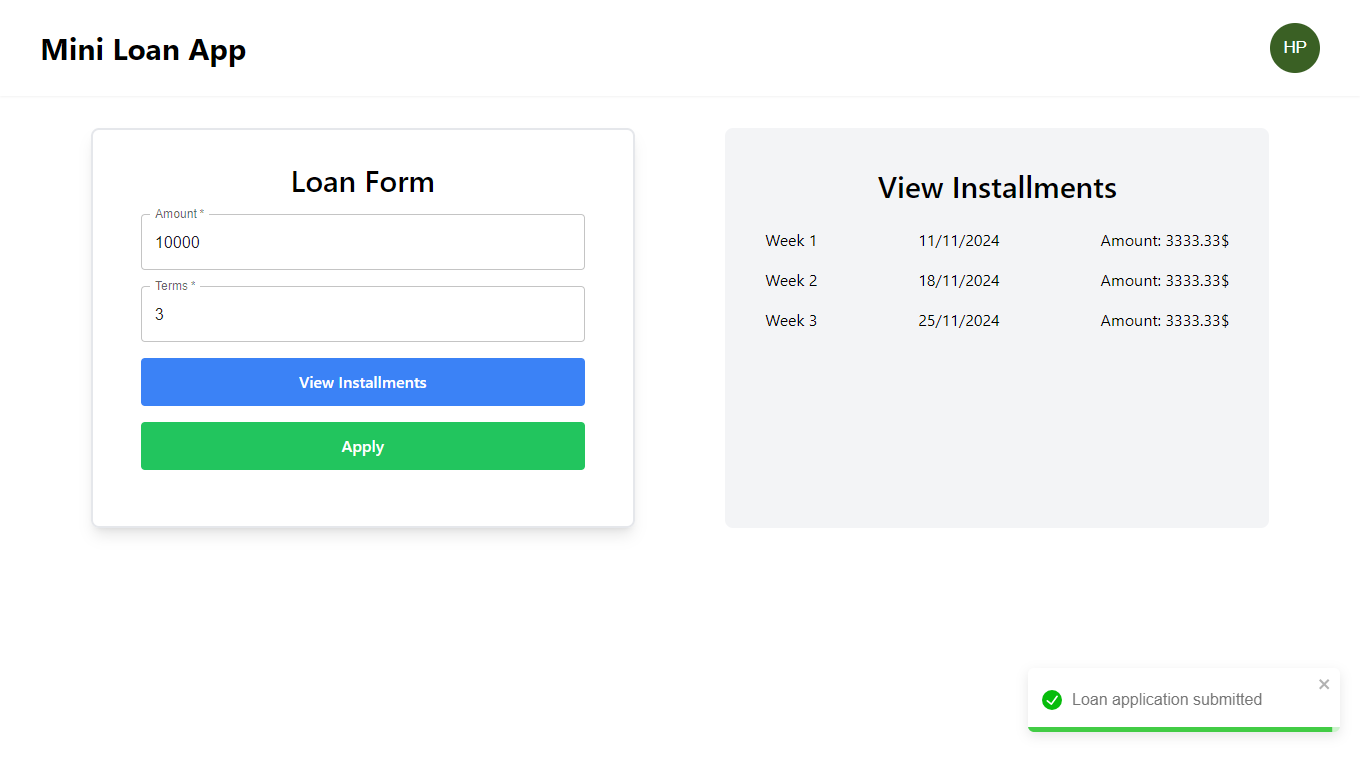 Mini Loan App
HP
Loan Form
Amount *
10000
Terms *
3
View Installments
Apply
View Installments
Week 1 11/11/2024 Amount: 3333.33$
Week 2 18/11/2024 Amount: 3333.33$
Week 3 25/11/2024 Amount: 3333.33$
Loan application submitted